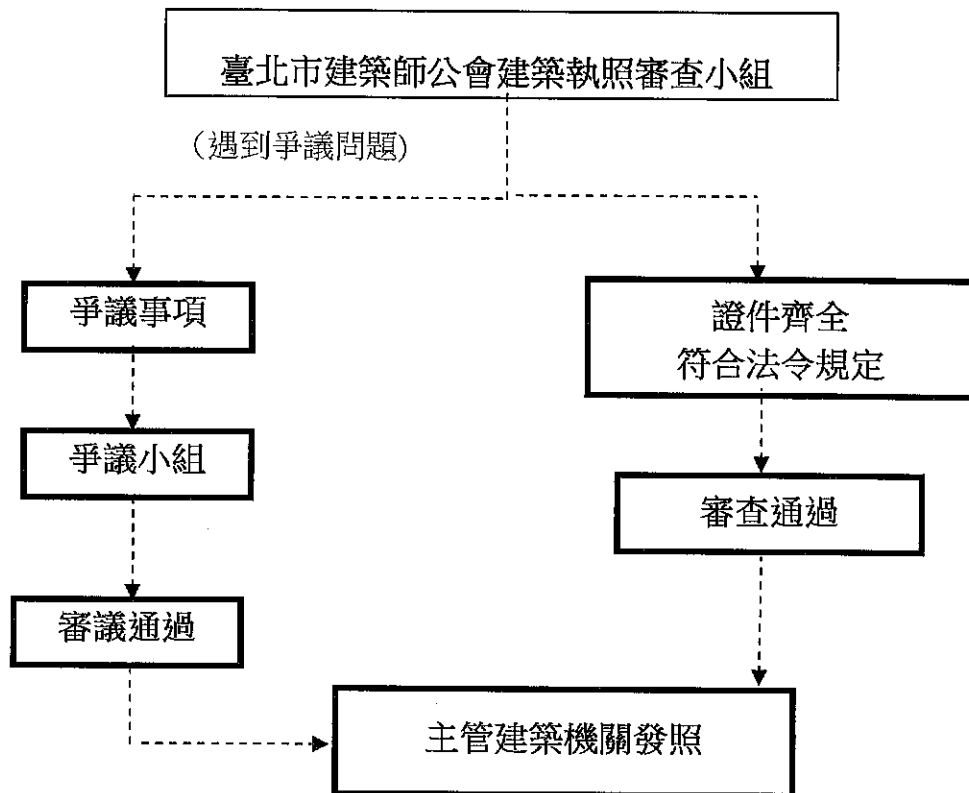 臺北市建築師公會建築執照審查小組
（遇到爭議問題)
爭議事項
證件齊全
符合法令規定
爭議小組
審查通過
審議通過
主管建築機關發照